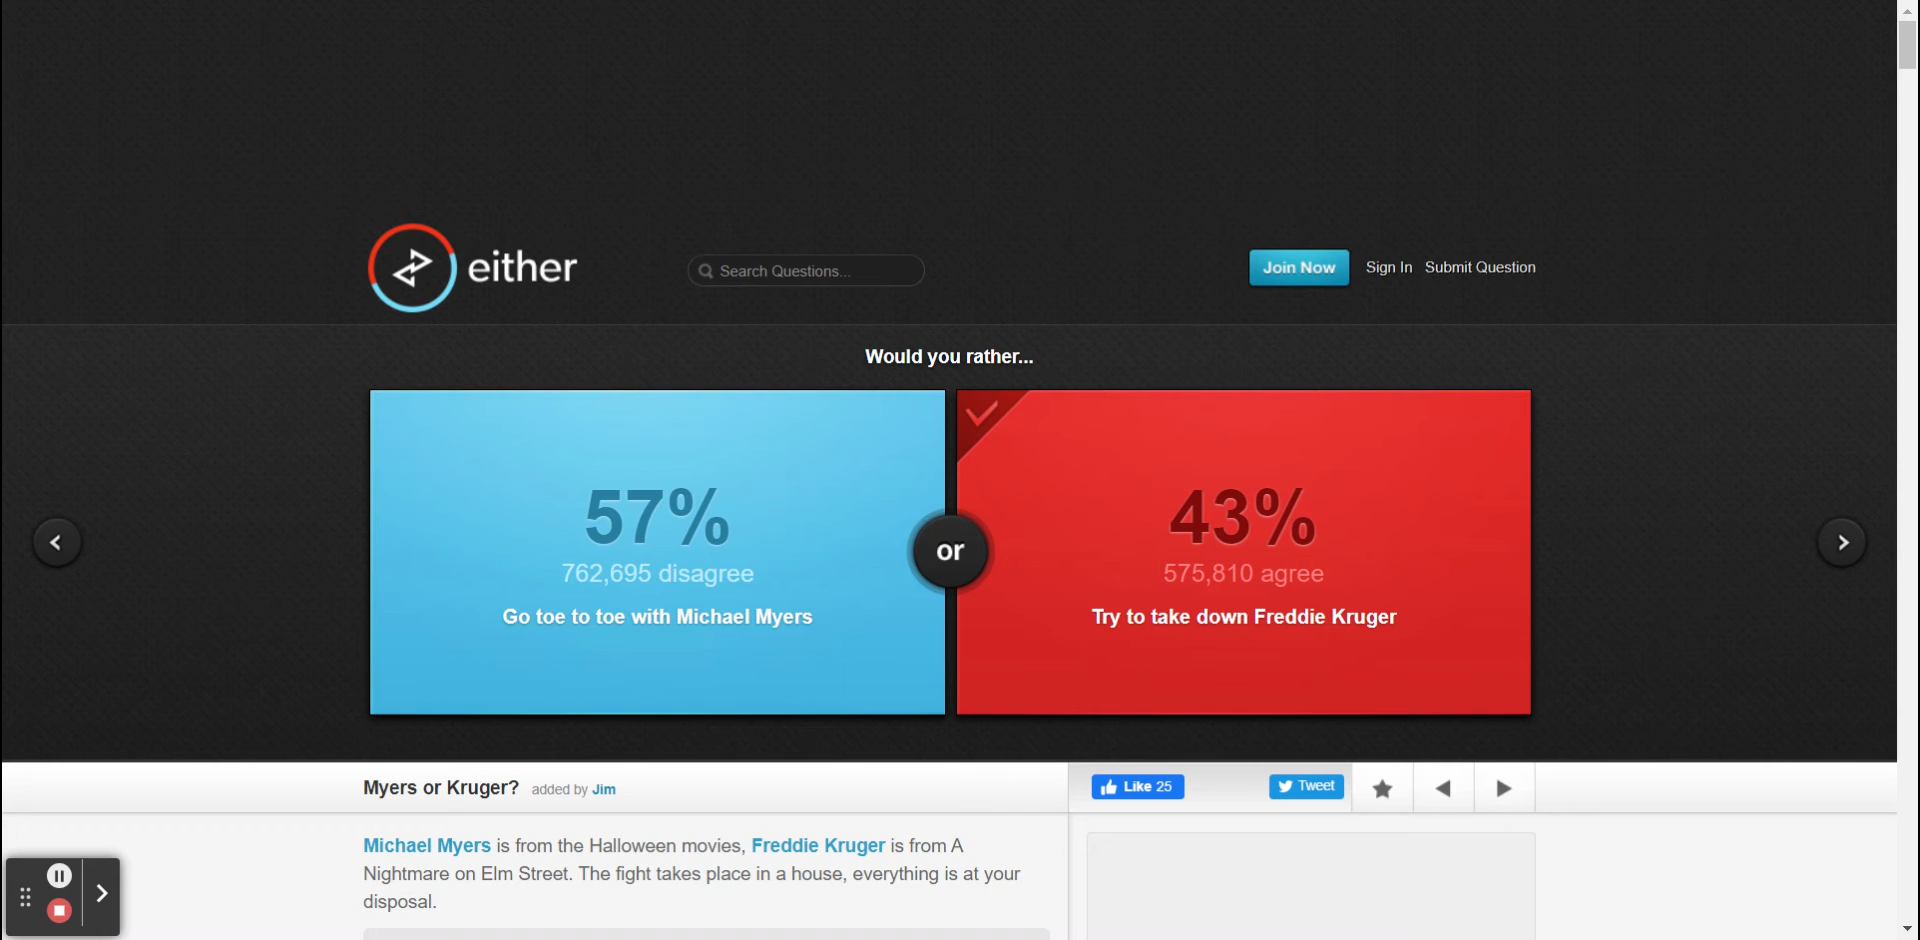 either
Search Questions...
Join Now Sign In Submit Question
Would you rather...
57%
762,695 disagree
Go toe to toe with Michael Myers
or
43%
575,810 agree
Try to take down Freddie Kruger
Myers or Kruger? added by Jim
Like 25
Tweet
Michael Myers is from the Halloween movies, Freddie Kruger is from A
Nightmare on Elm Street. The fight takes place in a house, everything is at your
disposal.